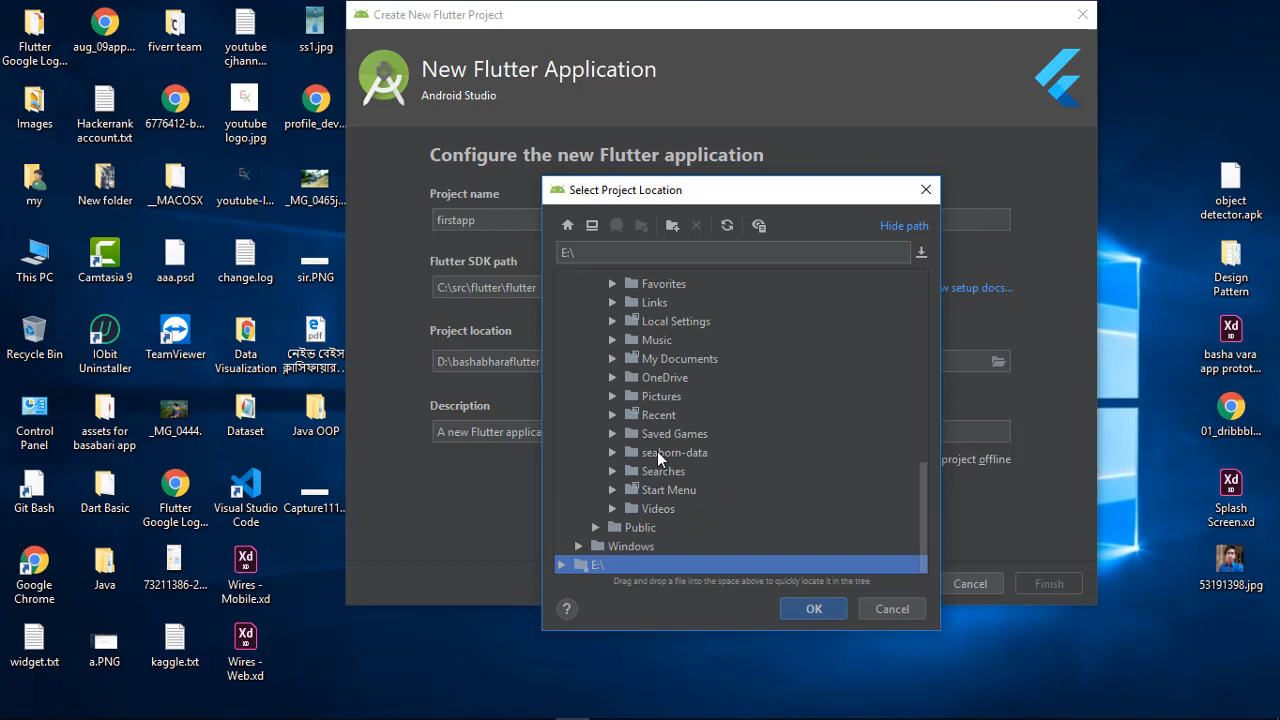 Flutter
Google Log...
aug_09app...
fiverr team
youtube
cjhann...
ss1.jpg
Images
Hackerrank
account.txt
6776412-b...
youtube
logo.jpg
profile_dev...
my
New folder
__MACOSX
youtube-l...
_MG_0465j...
This PC
Camtasia 9
aaa.psd
change.log
sir.PNG
Recycle Bin
IObit
Uninstaller
TeamViewer
Data
Visualization
নেইভ বেইস
ক্লাসিফায়ার...
Control
Panel
assets for
basabari app
_MG_0444.
Dataset
Java OOP
Git Bash
Dart Basic
Flutter
Google Log...
Visual Studio
Code
Capture111...
Google
Chrome
Java
73211386-2...
Wires -
Mobile.xd
widget.txt
a.PNG
kaggle.txt
Wires -
Web.xd
Create New Flutter Project
New Flutter Application
Android Studio
Configure the new Flutter application
Project name
firstapp
Flutter SDK path
C:\src\flutter\flutter
w setup docs...
Project location
D:\bashabharaflutter
Description
A new Flutter applica
project offline
Cancel
Finish
Select Project Location
Hide path
E:\
Favorites
Links
Local Settings
Music
My Documents
OneDrive
Pictures
Recent
Saved Games
seaborn-data
Searches
Start Menu
Videos
Public
Windows
E:\
Drag and drop a file into the space above to quickly locate it in the tree
?
OK
Cancel
object
detector.apk
Design
Pattern
basha vara
app protot...
01_dribbbl...
Splash
Screen.xd
53191398.jpg